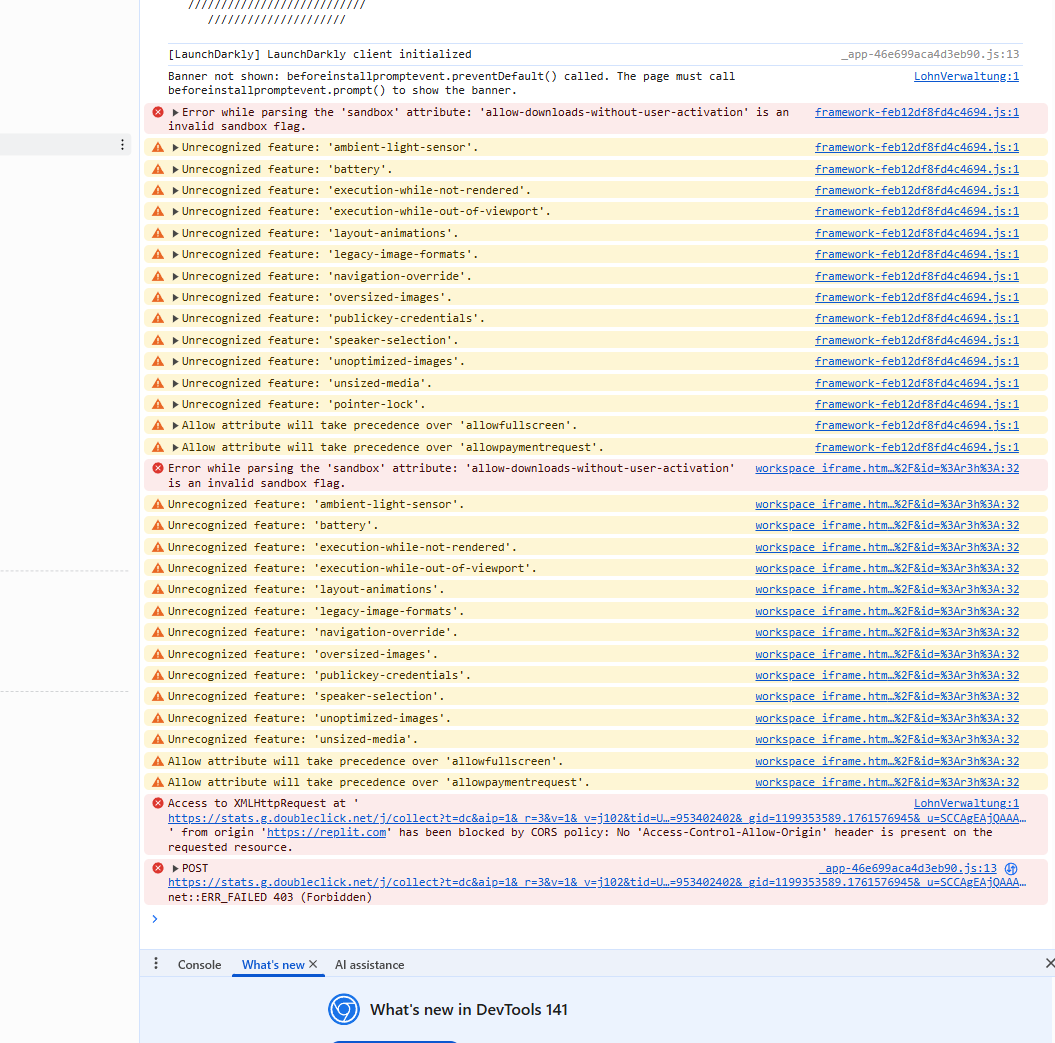 ///////////////////////////
/////////////////////
[LaunchDarkly] LaunchDarkly client initialized _app-46e699aca4d3eb90.js:13
Banner not shown: beforeinstallpromptevent.preventDefault() called. The page must call LohnVerwaltung:1
beforeinstallpromptevent.prompt() to show the banner.
Error while parsing the 'sandbox' attribute: 'allow-downloads-without-user-activation' is an framework-feb12df8fd4c4694.js:1
invalid sandbox flag.
Unrecognized feature: 'ambient-light-sensor'. framework-feb12df8fd4c4694.js:1
Unrecognized feature: 'battery'. framework-feb12df8fd4c4694.js:1
Unrecognized feature: 'execution-while-not-rendered'. framework-feb12df8fd4c4694.js:1
Unrecognized feature: 'execution-while-out-of-viewport'. framework-feb12df8fd4c4694.js:1
Unrecognized feature: 'layout-animations'. framework-feb12df8fd4c4694.js:1
Unrecognized feature: 'legacy-image-formats'. framework-feb12df8fd4c4694.js:1
Unrecognized feature: 'navigation-override'. framework-feb12df8fd4c4694.js:1
Unrecognized feature: 'oversized-images'. framework-feb12df8fd4c4694.js:1
Unrecognized feature: 'publickey-credentials'. framework-feb12df8fd4c4694.js:1
Unrecognized feature: 'speaker-selection'. framework-feb12df8fd4c4694.js:1
Unrecognized feature: 'unoptimized-images'. framework-feb12df8fd4c4694.js:1
Unrecognized feature: 'unsized-media'. framework-feb12df8fd4c4694.js:1
Unrecognized feature: 'pointer-lock'. framework-feb12df8fd4c4694.js:1
Allow attribute will take precedence over 'allowfullscreen'. framework-feb12df8fd4c4694.js:1
Allow attribute will take precedence over 'allowpaymentrequest'. framework-feb12df8fd4c4694.js:1
Error while parsing the 'sandbox' attribute: 'allow-downloads-without-user-activation' workspace_iframe.htm…%2F&id=%3Ar3h%3A:32
is an invalid sandbox flag.
Unrecognized feature: 'ambient-light-sensor'. workspace_iframe.htm…%2F&id=%3Ar3h%3A:32
Unrecognized feature: 'battery'. workspace_iframe.htm…%2F&id=%3Ar3h%3A:32
Unrecognized feature: 'execution-while-not-rendered'. workspace_iframe.htm…%2F&id=%3Ar3h%3A:32
Unrecognized feature: 'execution-while-out-of-viewport'. workspace_iframe.htm…%2F&id=%3Ar3h%3A:32
Unrecognized feature: 'layout-animations'. workspace_iframe.htm…%2F&id=%3Ar3h%3A:32
Unrecognized feature: 'legacy-image-formats'. workspace_iframe.htm…%2F&id=%3Ar3h%3A:32
Unrecognized feature: 'navigation-override'. workspace_iframe.htm…%2F&id=%3Ar3h%3A:32
Unrecognized feature: 'oversized-images'. workspace_iframe.htm…%2F&id=%3Ar3h%3A:32
Unrecognized feature: 'publickey-credentials'. workspace_iframe.htm…%2F&id=%3Ar3h%3A:32
Unrecognized feature: 'speaker-selection'. workspace_iframe.htm…%2F&id=%3Ar3h%3A:32
Unrecognized feature: 'unoptimized-images'. workspace_iframe.htm…%2F&id=%3Ar3h%3A:32
Unrecognized feature: 'unsized-media'. workspace_iframe.htm…%2F&id=%3Ar3h%3A:32
Allow attribute will take precedence over 'allowfullscreen'. workspace_iframe.htm…%2F&id=%3Ar3h%3A:32
Allow attribute will take precedence over 'allowpaymentrequest'. workspace_iframe.htm…%2F&id=%3Ar3h%3A:32
Access to XMLHttpRequest at ' LohnVerwaltung:1
https://stats.g.doubleclick.net/j/collect?t=dc&aip=1&_r=3&v=1&_v=j102&tid=U…=953402402&_gid=1199353589.1761576945&_u=SCCAgEAjQAAA…
' from origin 'https://replit.com' has been blocked by CORS policy: No 'Access-Control-Allow-Origin' header is present on the
requested resource.
POST _app-46e699aca4d3eb90.js:13
https://stats.g.doubleclick.net/j/collect?t=dc&aip=1&_r=3&v=1&_v=j102&tid=U…=953402402&_gid=1199353589.1761576945&_u=SCCAgEAjQAAA…
net::ERR_FAILED 403 (Forbidden)
Console What's new AI assistance
What's new in DevTools 141